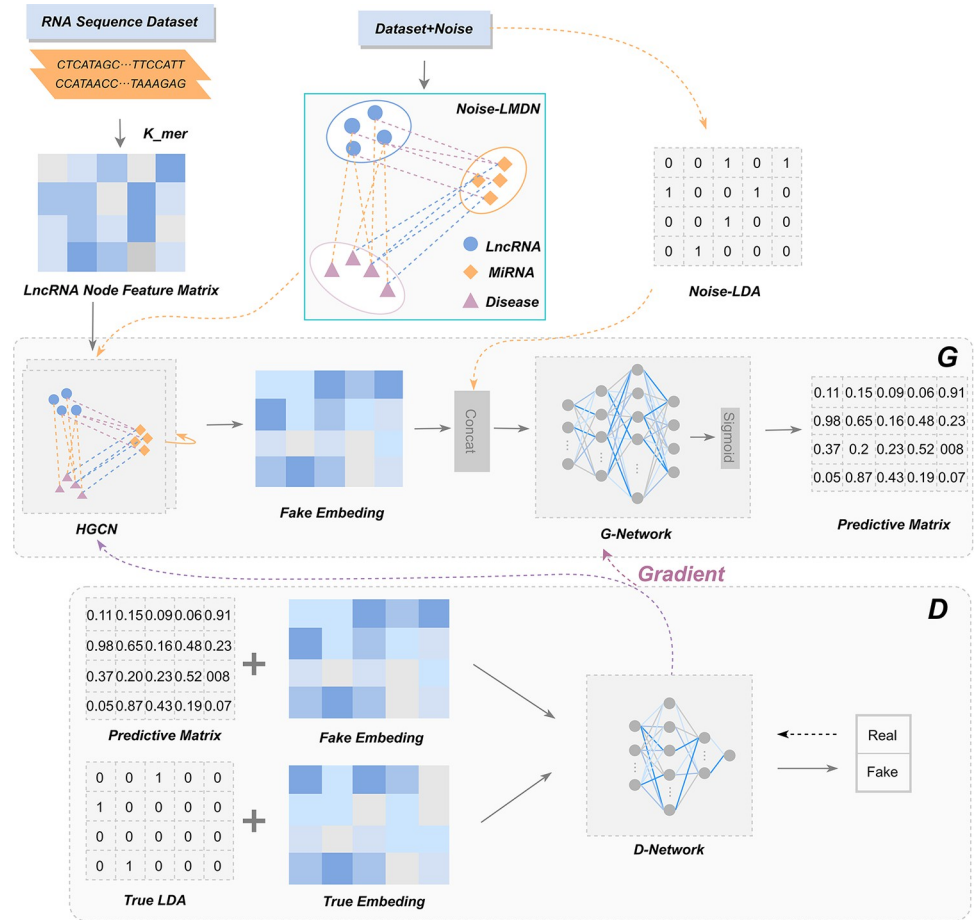 RNA Sequence Dataset
CTCATAGC···TTCCATT
CCATAACC···TAAAGAG
K_mer
LncRNA Node Feature Matrix
Dataset+Noise
Noise-LMDN
LncRNA
MiRNA
Disease
0 0 1 0 1
1 0 0 1 0
0 0 1 0 0
0 1 0 0 0
Noise-LDA
G
HGCN
Fake Embeding
Concat
G-Network
Sigmoid
0.11 0.15 0.09 0.06 0.91
0.98 0.65 0.16 0.48 0.23
0.37 0.2 0.23 0.52 008
0.05 0.87 0.43 0.19 0.07
Predictive Matrix
Gradient
D
0.11 0.15 0.09 0.06 0.91
0.98 0.65 0.16 0.48 0.23
0.37 0.20 0.23 0.52 008
0.05 0.87 0.43 0.19 0.07
Predictive Matrix
+
Fake Embeding
0 0 1 0 0
1 0 0 0 0
0 0 0 0 0
0 1 0 0 0
True LDA
+
True Embeding
D-Network
Real
Fake